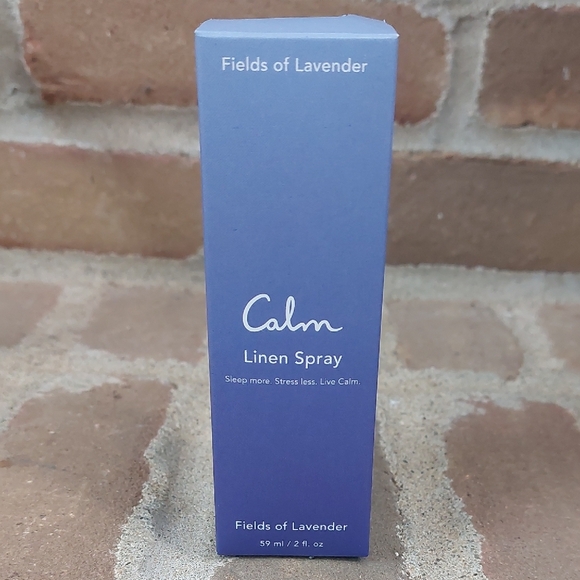 Fields of Lavender
Calm
Linen Spray
Sleep more. Stress less. Live Calm.
Fields of Lavender
59 ml / 2 fl. oz